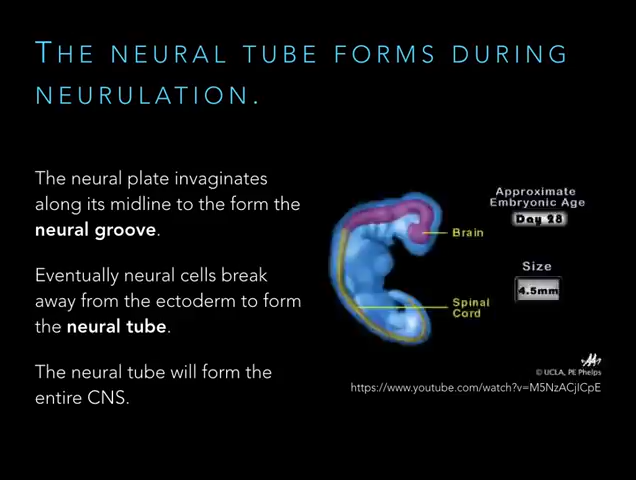 THE NEURAL TUBE FORMS DURING
NEURULATION.
The neural plate invaginates
along its midline to the form the
neural groove.
Eventually neural cells break
away from the ectoderm to form
the neural tube.
The neural tube will form the
entire CNS.
Approximate
Embryonic Age
Day 28
Brain
Size
4.5mm
Spinal
Cord
© UCLA, PE Phelps
https://www.youtube.com/watch?v=M5NzACjICpE